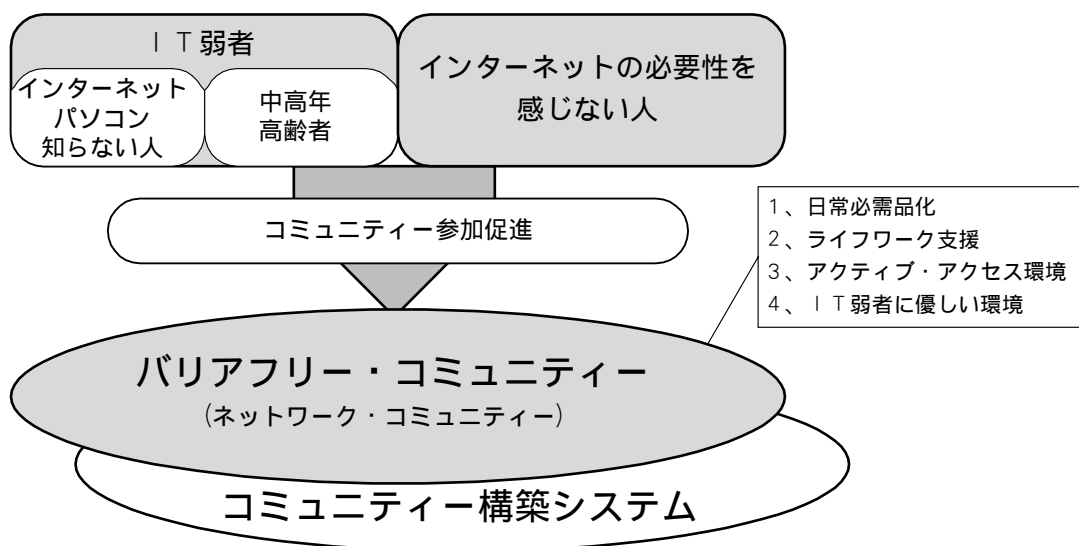 ＩＴ弱者
インターネット
パソコン
知らない人
中高年
高齢者
インターネットの必要性を
感じない人
コミュニティー参加促進
１、日常必需品化
２、ライフワーク支援
３、アクティブ・アクセス環境
４、ＩＴ弱者に優しい環境
バリアフリー・コミュニティー
（ネットワーク・コミュニティー）
コミュニティー構築システム